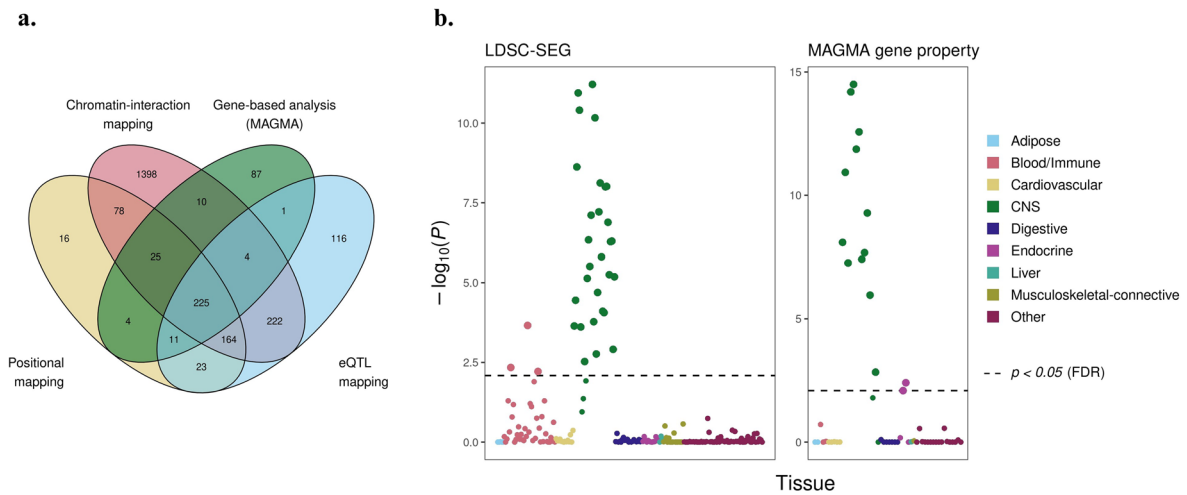 a.
Chromatin-interaction
mapping
Gene-based analysis
(MAGMA)
1398
87
78
10
1
16
116
25
4
225
4
11
164
222
23
Positional
mapping
eQTL
mapping
b.
LDSC-SEG
MAGMA gene property
− log10(P)
10.0
7.5
5.0
2.5
0.0
15
10
5
0
Tissue
Adipose
Blood/Immune
Cardiovascular
CNS
Digestive
Endocrine
Liver
Musculoskeletal-connective
Other
p < 0.05 (FDR)